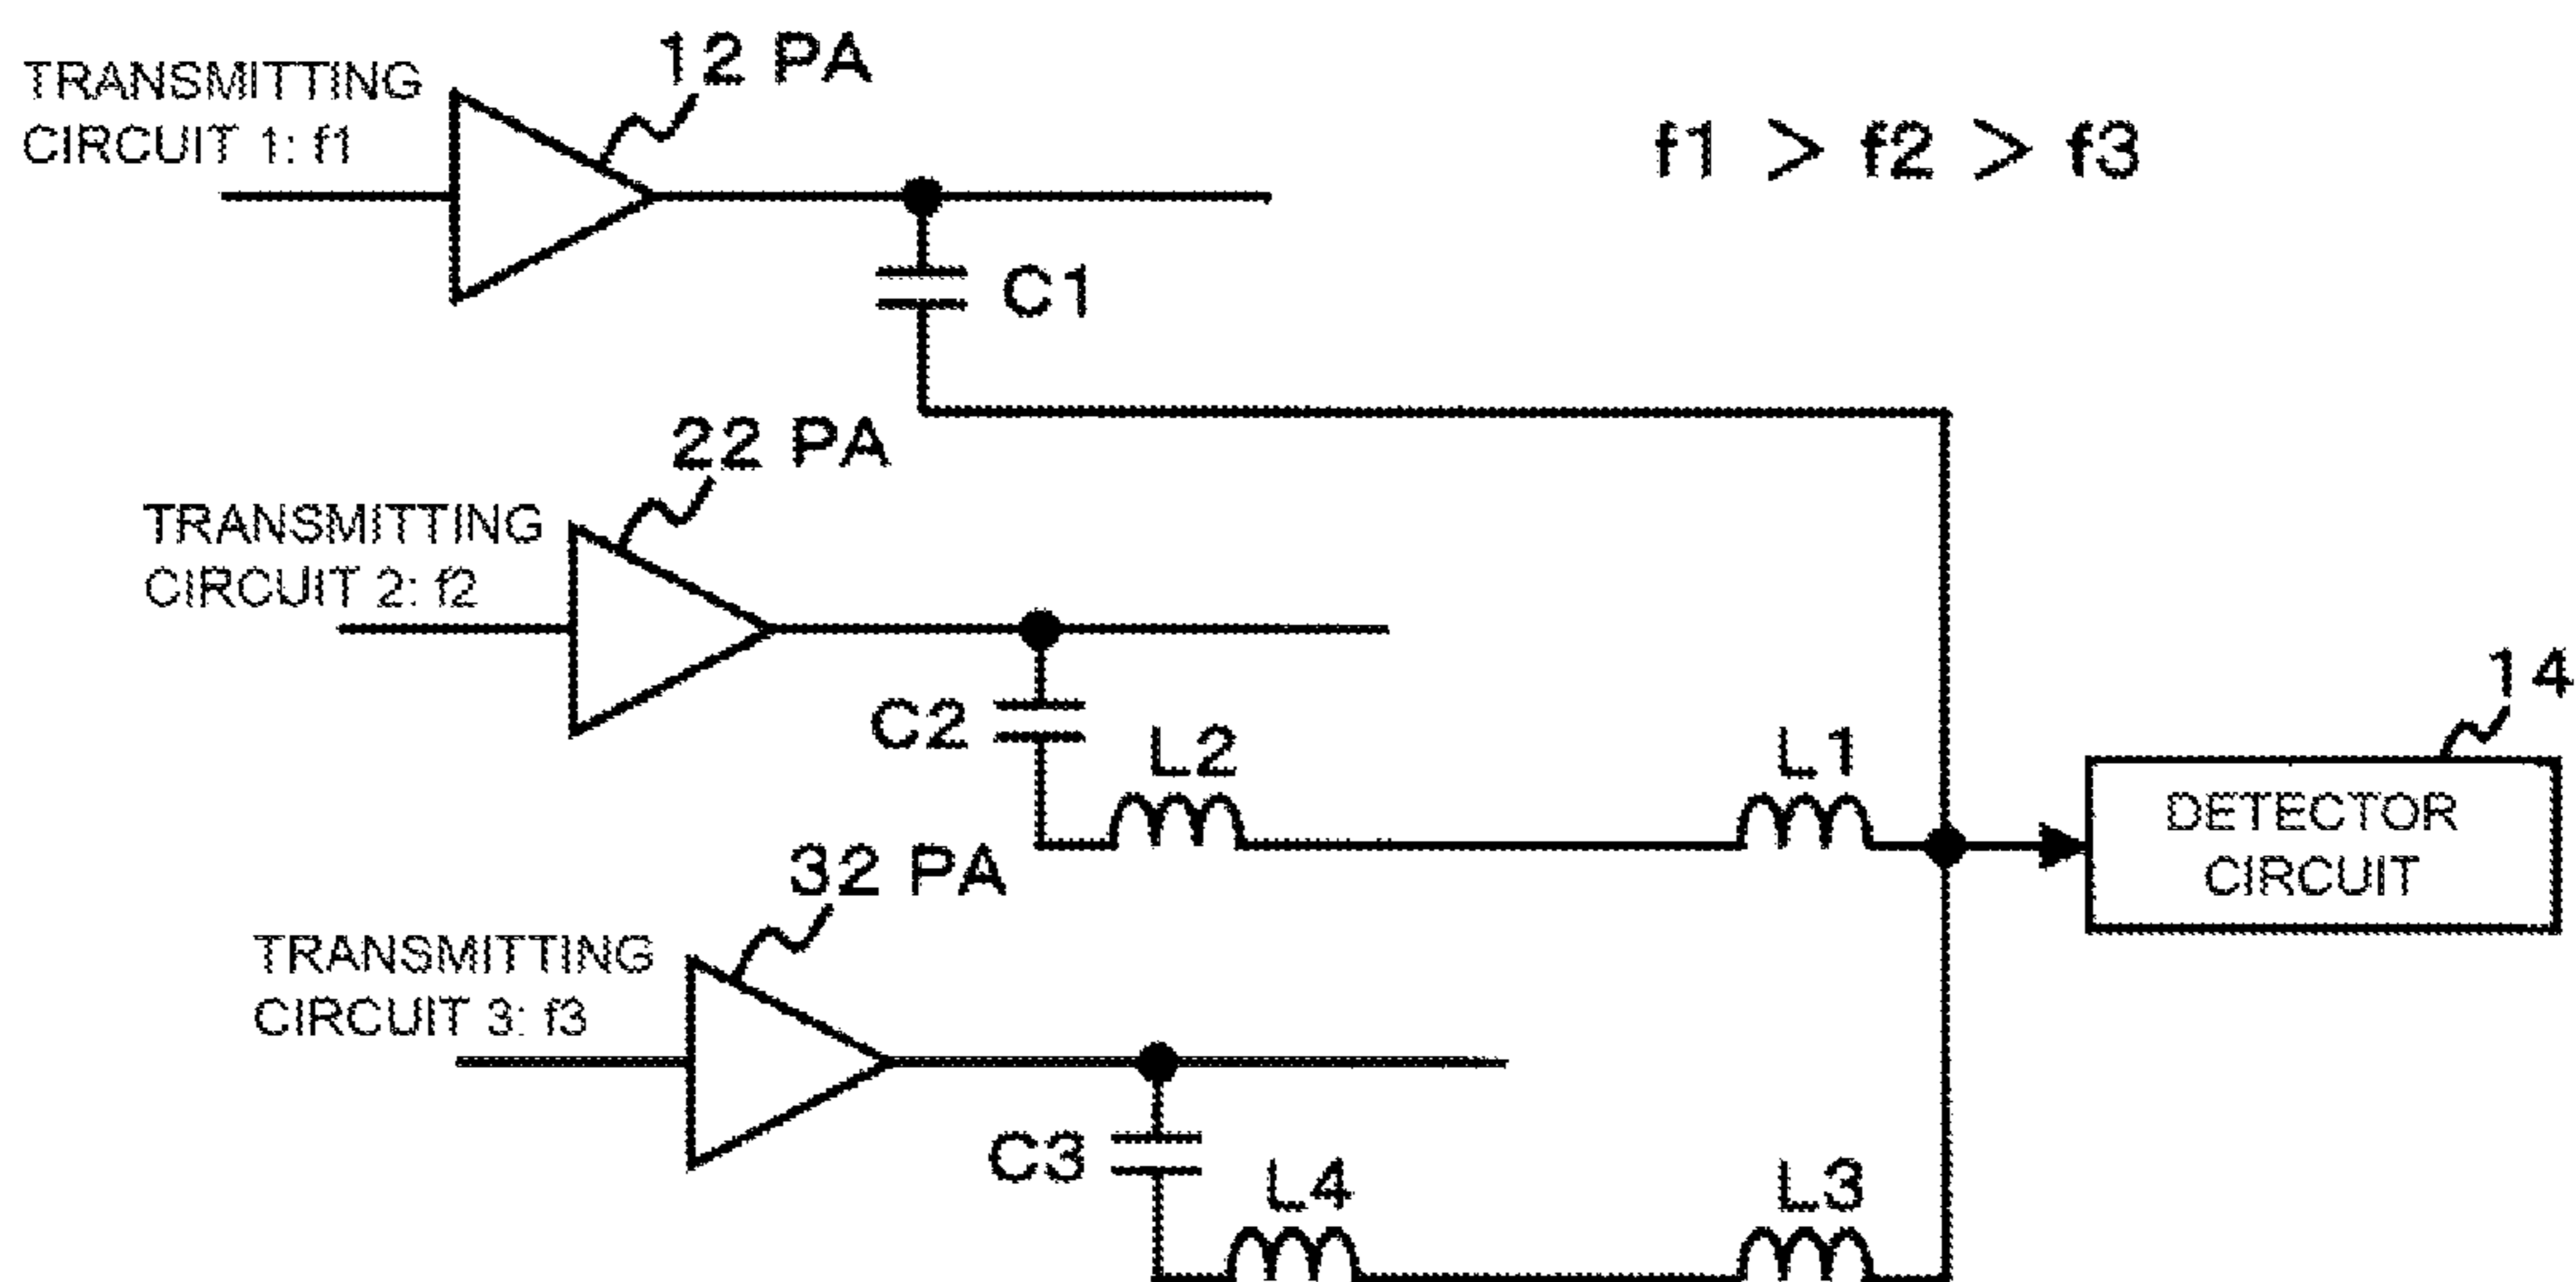 12 PA
TRANSMITTING
CIRCUIT 1: f1
f1 > f2 > f3
C1
22 PA
TRANSMITTING
CIRCUIT 2: f2
C2
L2
L1
14
DETECTOR
CIRCUIT
32 PA
TRANSMITTING
CIRCUIT 3: f3
C3
L4
L3